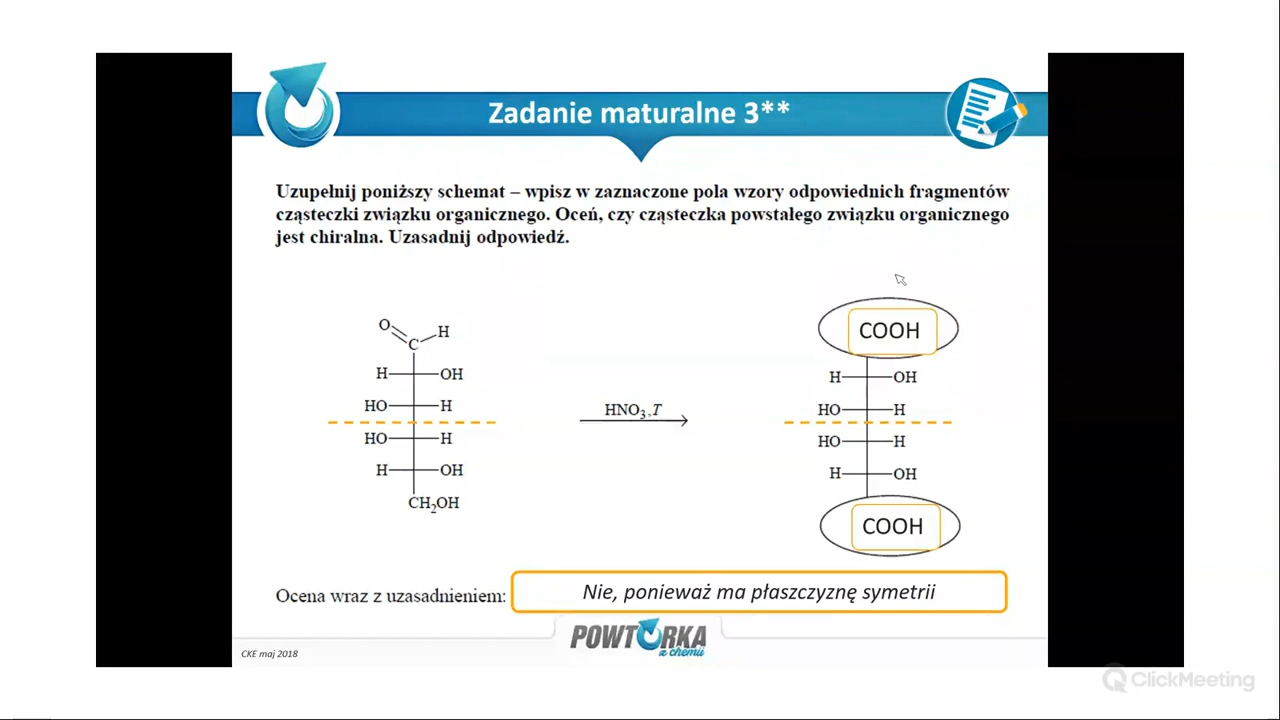 Zadanie maturalne 3**
Uzupełnij poniższy schemat – wpisz w zaznaczone pola wzory odpowiednich fragmentów
cząsteczki związku organicznego. Oceń, czy cząsteczka powstałego związku organicznego
jest chiralna. Uzasadnij odpowiedź.
O H
C
H OH
HO H
HO H
H OH
CH₂OH
HNO₃,T
COOH
H OH
HO H
HO H
H OH
COOH
Ocena wraz z uzasadnieniem: Nie, ponieważ ma płaszczyznę symetrii
POWTÓRKA
z chemii
CKE maj 2018
ClickMeeting